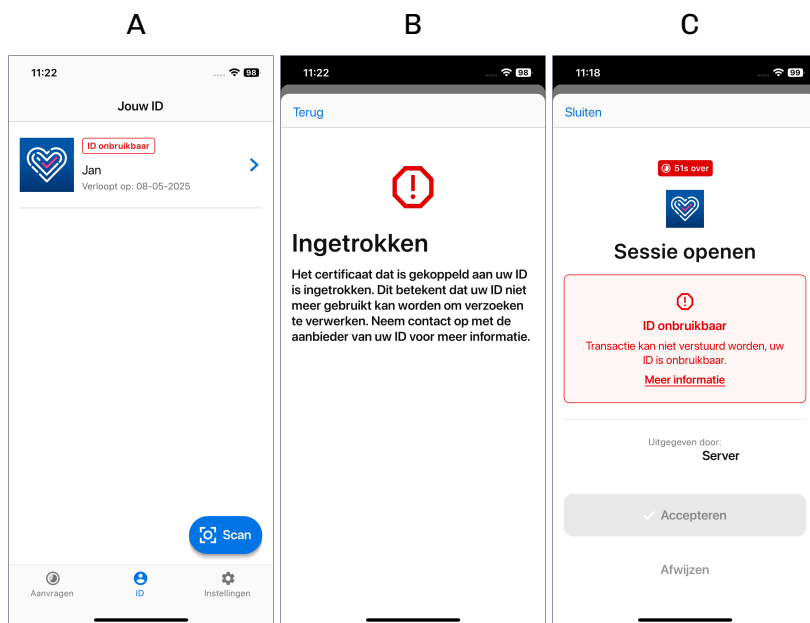 A
11:22
98
Jouw ID
ID onbruikbaar
Jan
Verloopt op: 08-05-2025
Scan
Aanvragen
ID
Instellingen
B
11:22
98
Terug
Ingetrokken
Het certificaat dat is gekoppeld aan uw ID
is ingetrokken. Dit betekent dat uw ID niet
meer gebruikt kan worden om verzoeken
te verwerken. Neem contact op met de
aanbieder van uw ID voor meer informatie.
C
11:18
99
Sluiten
51s over
Sessie openen
ID onbruikbaar
Transactie kan niet verstuurd worden, uw
ID is onbruikbaar.
Meer informatie
Uitgegeven door:
Server
Accepteren
Afwijzen